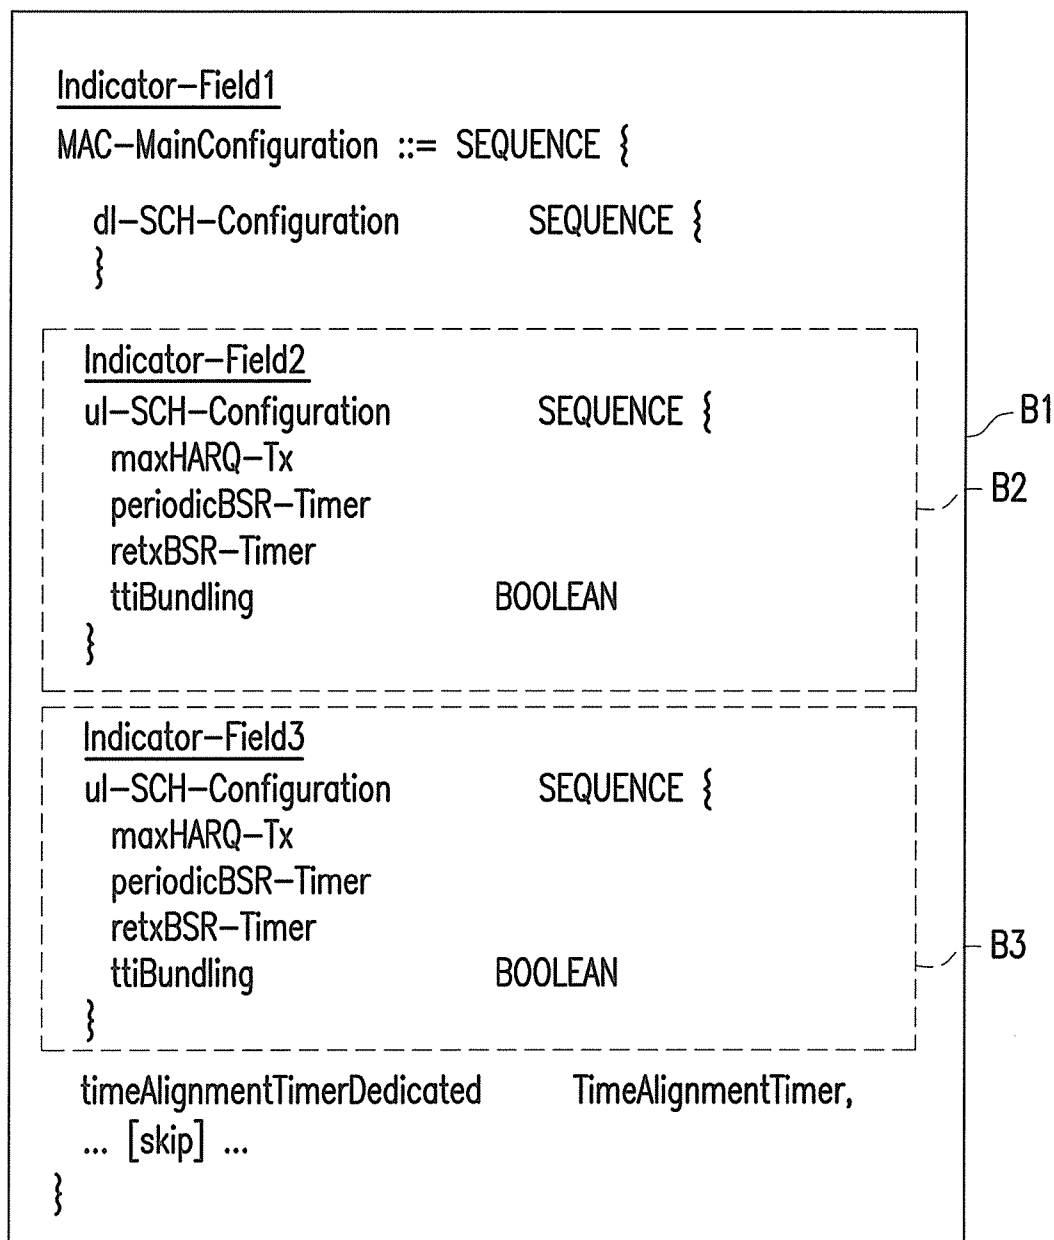 Indicator-Field1
MAC-MainConfiguration ::= SEQUENCE {
dl-SCH-Configuration SEQUENCE {
}
Indicator-Field2
ul-SCH-Configuration SEQUENCE {
maxHARQ-Tx
periodicBSR-Timer
retxBSR-Timer
ttiBundling BOOLEAN
}
B1
B2
Indicator-Field3
ul-SCH-Configuration SEQUENCE {
maxHARQ-Tx
periodicBSR-Timer
retxBSR-Timer
ttiBundling BOOLEAN
}
B3
timeAlignmentTimerDedicated TimeAlignmentTimer,
... [skip] ...
}